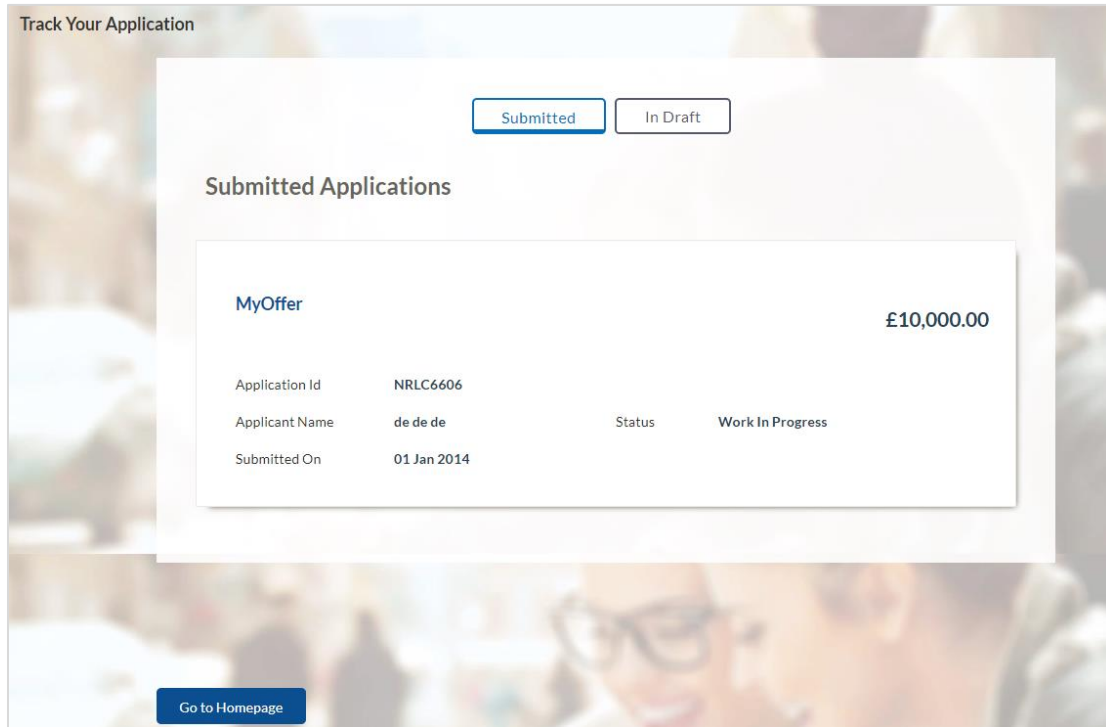 Track Your Application
Submitted In Draft
Submitted Applications
MyOffer
£10,000.00
Application Id NRLC6606
Applicant Name de de de Status Work In Progress
Submitted On 01 Jan 2014
Go to Homepage